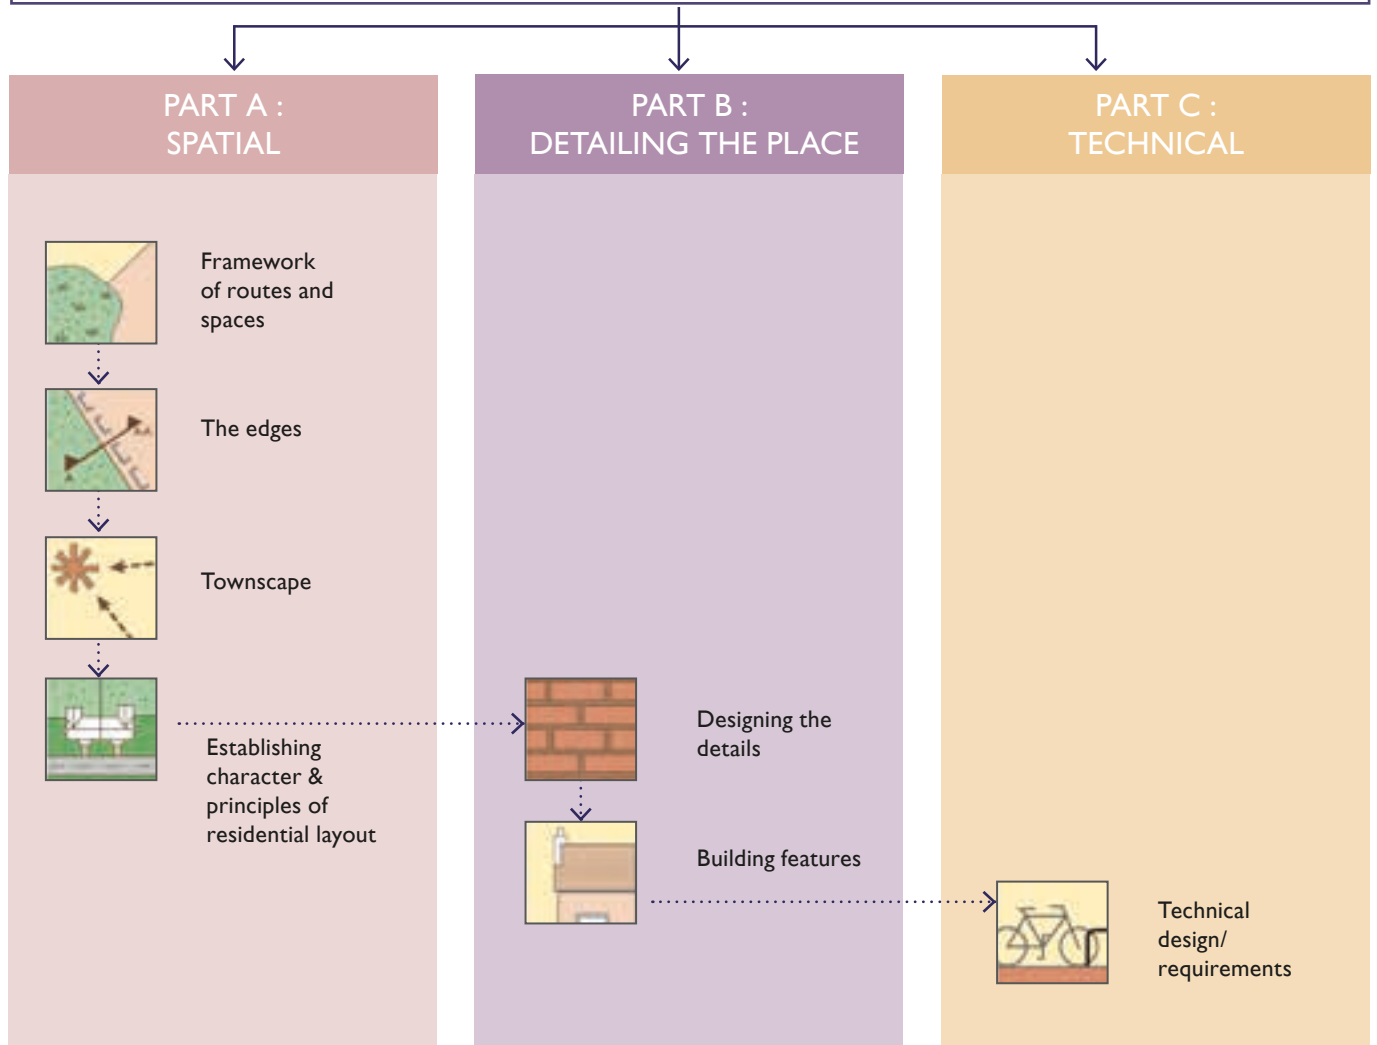 PART A :
SPATIAL
PART B :
DETAILING THE PLACE
PART C :
TECHNICAL
Framework
of routes and
spaces
The edges
Townscape
Establishing
character &
principles of
residential layout
Designing the
details
Building features
Technical
design/
requirements